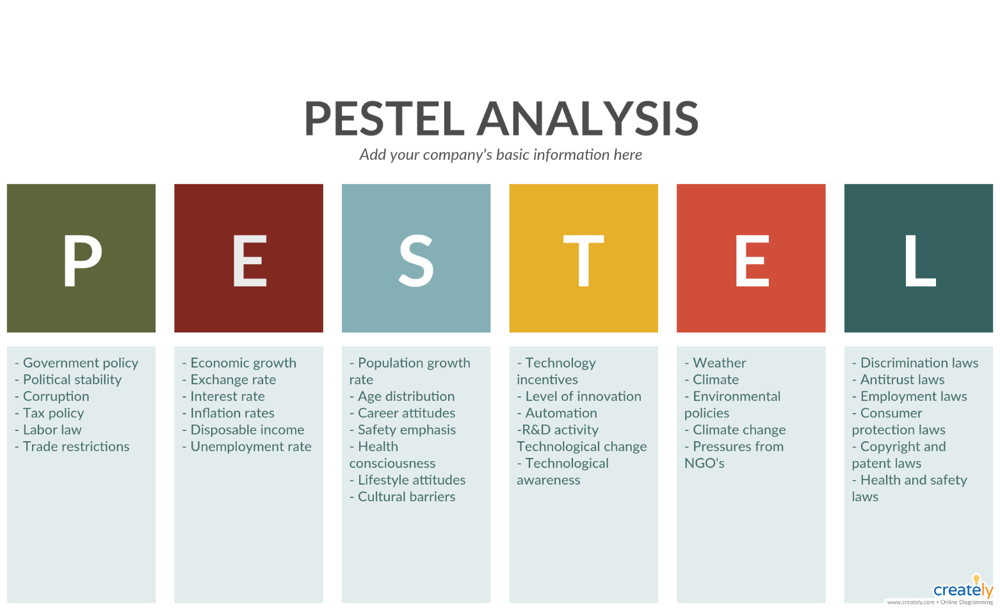 PESTEL ANALYSIS
Add your company's basic information here
P
E
S
T
E
L
- Government policy
- Political stability
- Corruption
- Tax policy
- Labor law
- Trade restrictions
- Economic growth
- Exchange rate
- Interest rate
- Inflation rates
- Disposable income
- Unemployment rate
- Population growth
rate
- Age distribution
- Career attitudes
- Safety emphasis
- Health
consciousness
- Lifestyle attitudes
- Cultural barriers
- Technology
incentives
- Level of innovation
- Automation
-R&D activity
Technological change
- Technological
awareness
- Weather
- Climate
- Environmental
policies
- Climate change
- Pressures from
NGO's
- Discrimination laws
- Antitrust laws
- Employment laws
- Consumer
protection laws
- Copyright and
patent laws
- Health and safety
laws
creately
www.creately.com • Online Diagramming